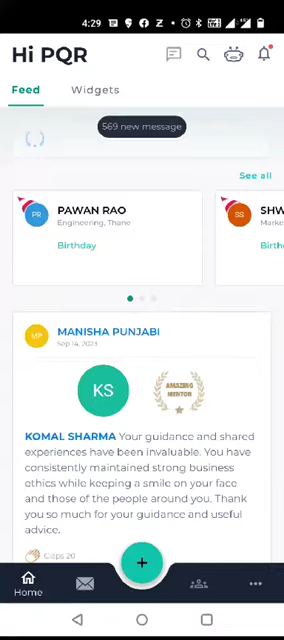 4:29
Hi PQR
Feed
Widgets
569 new message
See all
PR
PAWAN RAO
Engineering, Thane
Birthday
SS
SHW
Marke
Birth
MP
MANISHA PUNJABI
Sep 14, 2023
KS
AMAZING
MENTOR
KOMAL SHARMA Your guidance and shared
experiences have been invaluable. You have
consistently maintained strong business
ethics while keeping a smile on your face
and those of the people around you. Thank
you so much for your guidance and useful
advice.
Claps 20
Home